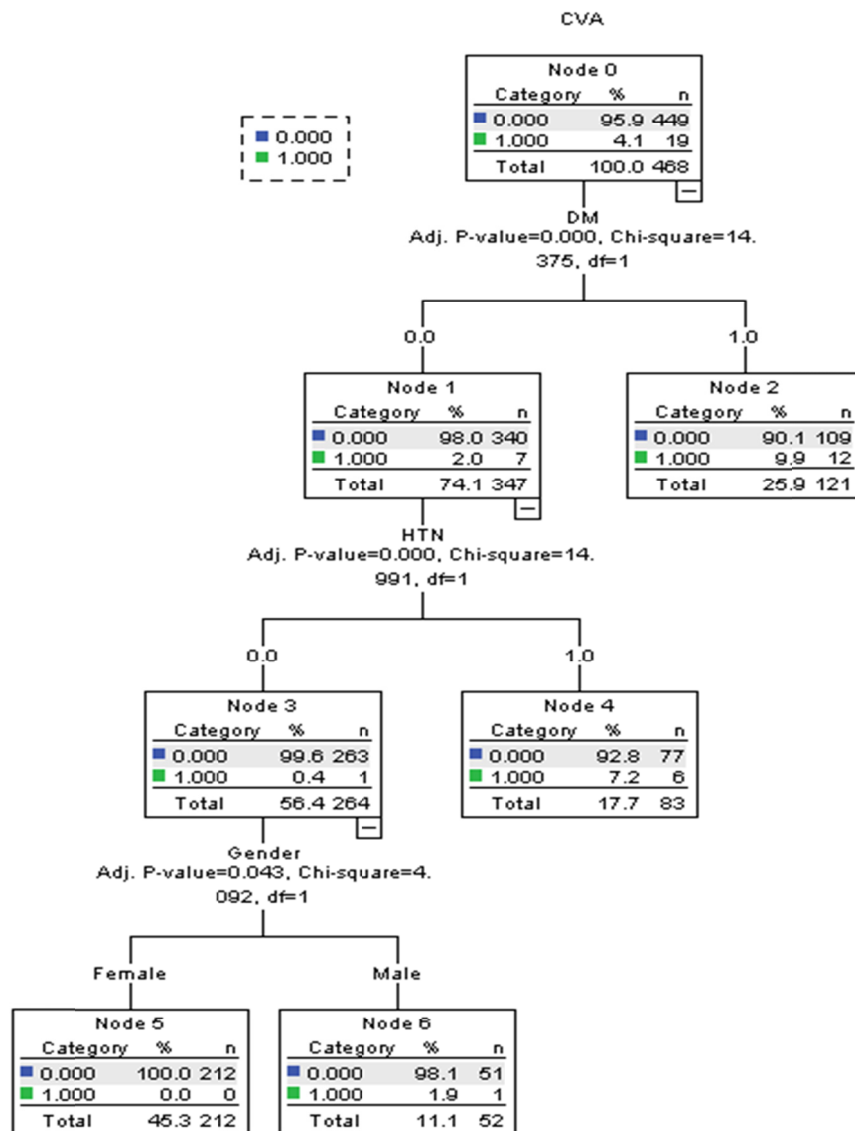 CVA
Node 0
Category % n
0.000 95.9 449
1.000 4.1 19
Total 100.0 468
0.000
1.000
DM
Adj. P-value=0.000, Chi-square=14.
375, df=1
0.0
1.0
Node 1
Category % n
0.000 98.0 340
1.000 2.0 7
Total 74.1 347
Node 2
Category % n
0.000 90.1 109
1.000 9.9 12
Total 25.9 121
HTN
Adj. P-value=0.000, Chi-square=14.
991, df=1
0.0
1.0
Node 3
Category % n
0.000 99.6 263
1.000 0.4 1
Total 56.4 264
Node 4
Category % n
0.000 92.8 77
1.000 7.2 6
Total 17.7 83
Gender
Adj. P-value=0.043, Chi-square=4.
092, df=1
Female
Male
Node 5
Category % n
0.000 100.0 212
1.000 0.0 0
Total 45.3 212
Node 6
Category % n
0.000 98.1 51
1.000 1.9 1
Total 11.1 52